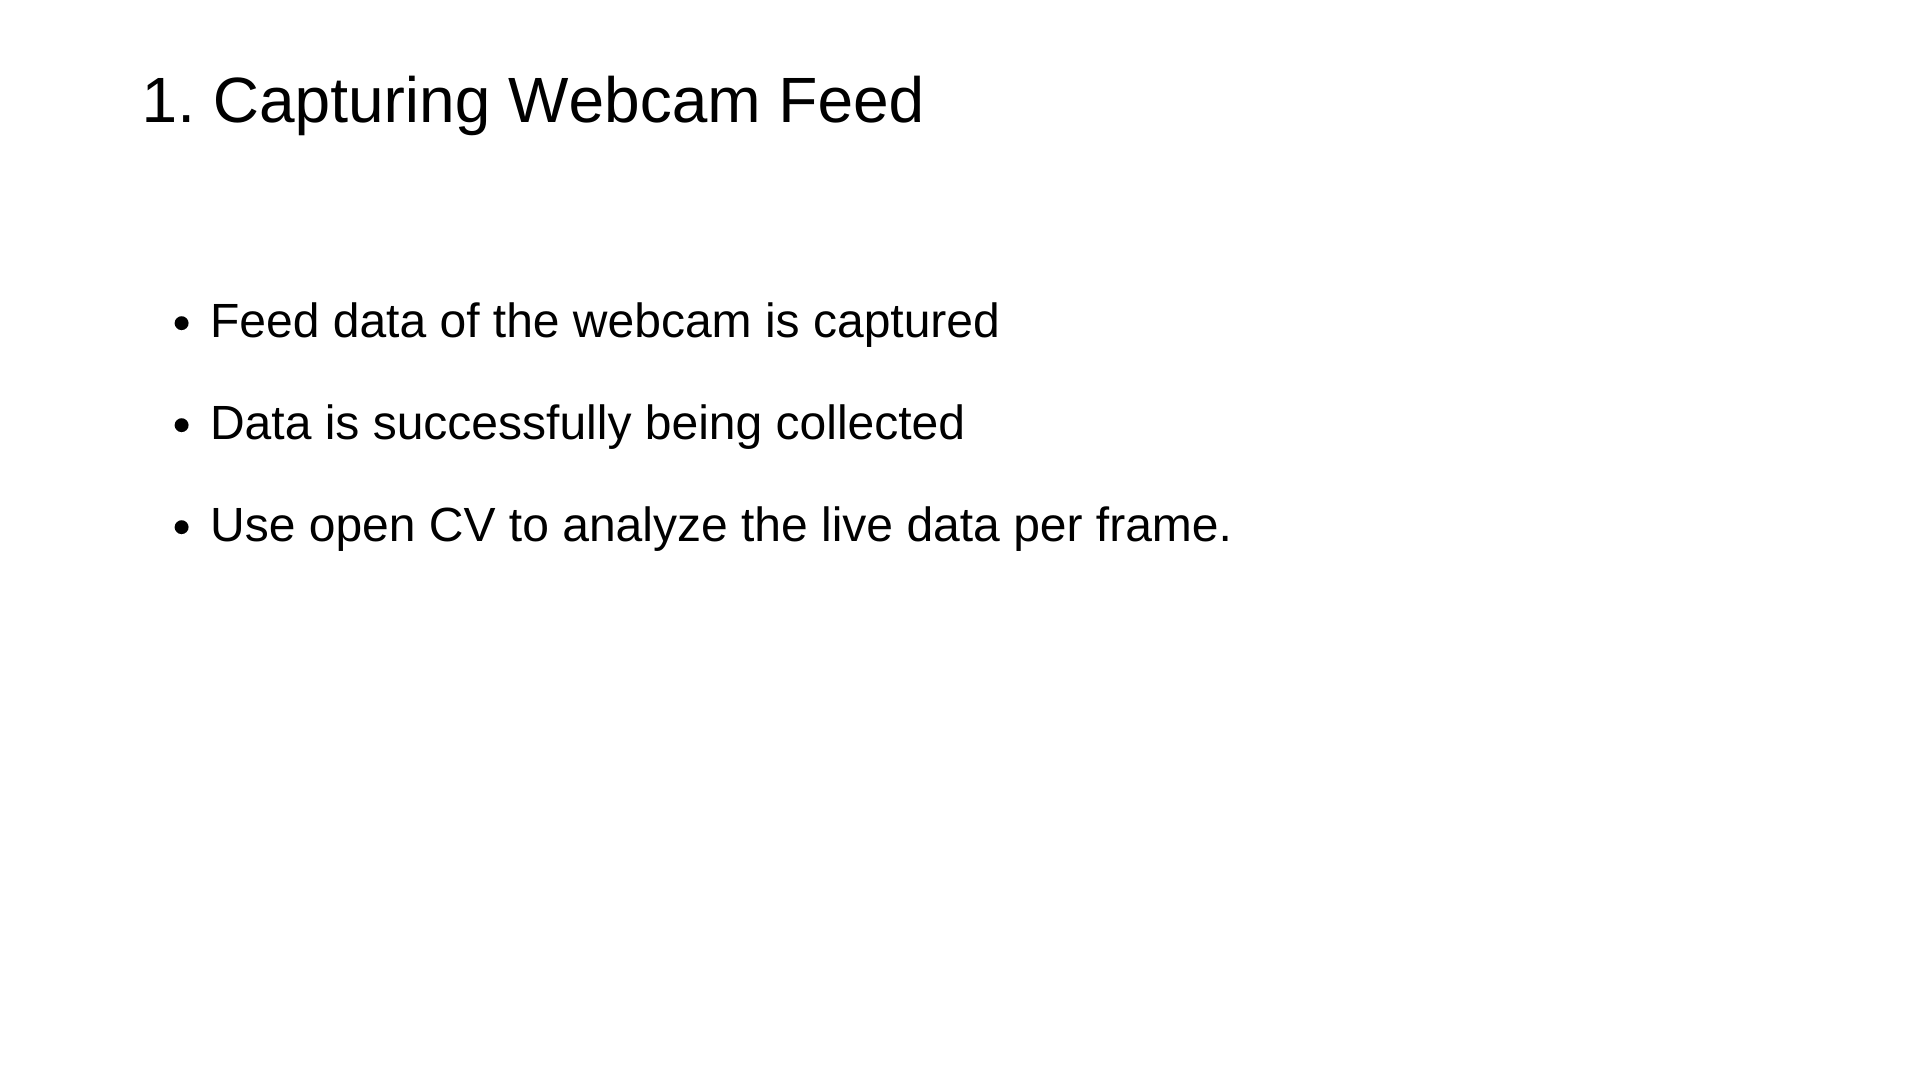 1. Capturing Webcam Feed
• Feed data of the webcam is captured
• Data is successfully being collected
• Use open CV to analyze the live data per frame.